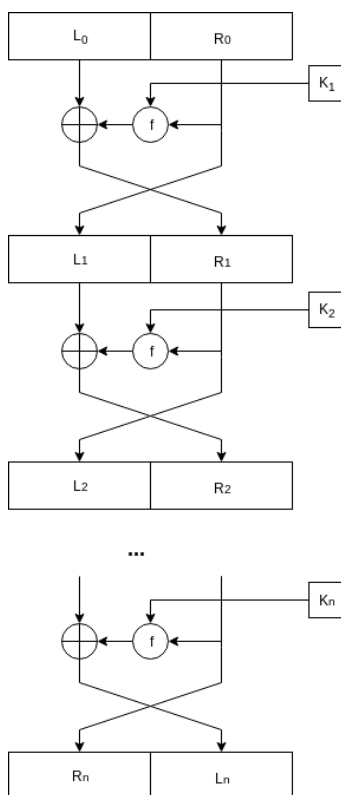 L₀ R₀
K₁
f
L₁ R₁
K₂
f
L₂ R₂
...
Kₙ
f
Rₙ Lₙ